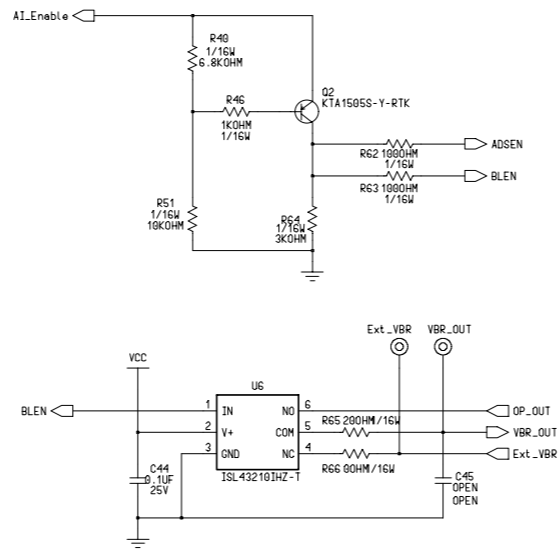 AI_Enable
R40
1/16W
6.8KOHM
Q2
KTA1505S-Y-RTK
R46
1KOHM
1/16W
R62 100OHM
1/16W
ADSEN
R63 100OHM
1/16W
BLEN
R51
1/16W
10KOHM
R64
1/16W
3KOHM
Ext_VBR
VBR_OUT
VCC
U6
BLEN
1
IN
NO
6
OP_OUT
2
V+
COM
5
R65 20OHM1/16W
VBR_OUT
3
GND
NC
4
R66 0OHM1/16W
Ext_VBR
ISL43210IHZ-T
C44
0.1UF
25V
C45
OPEN
OPEN